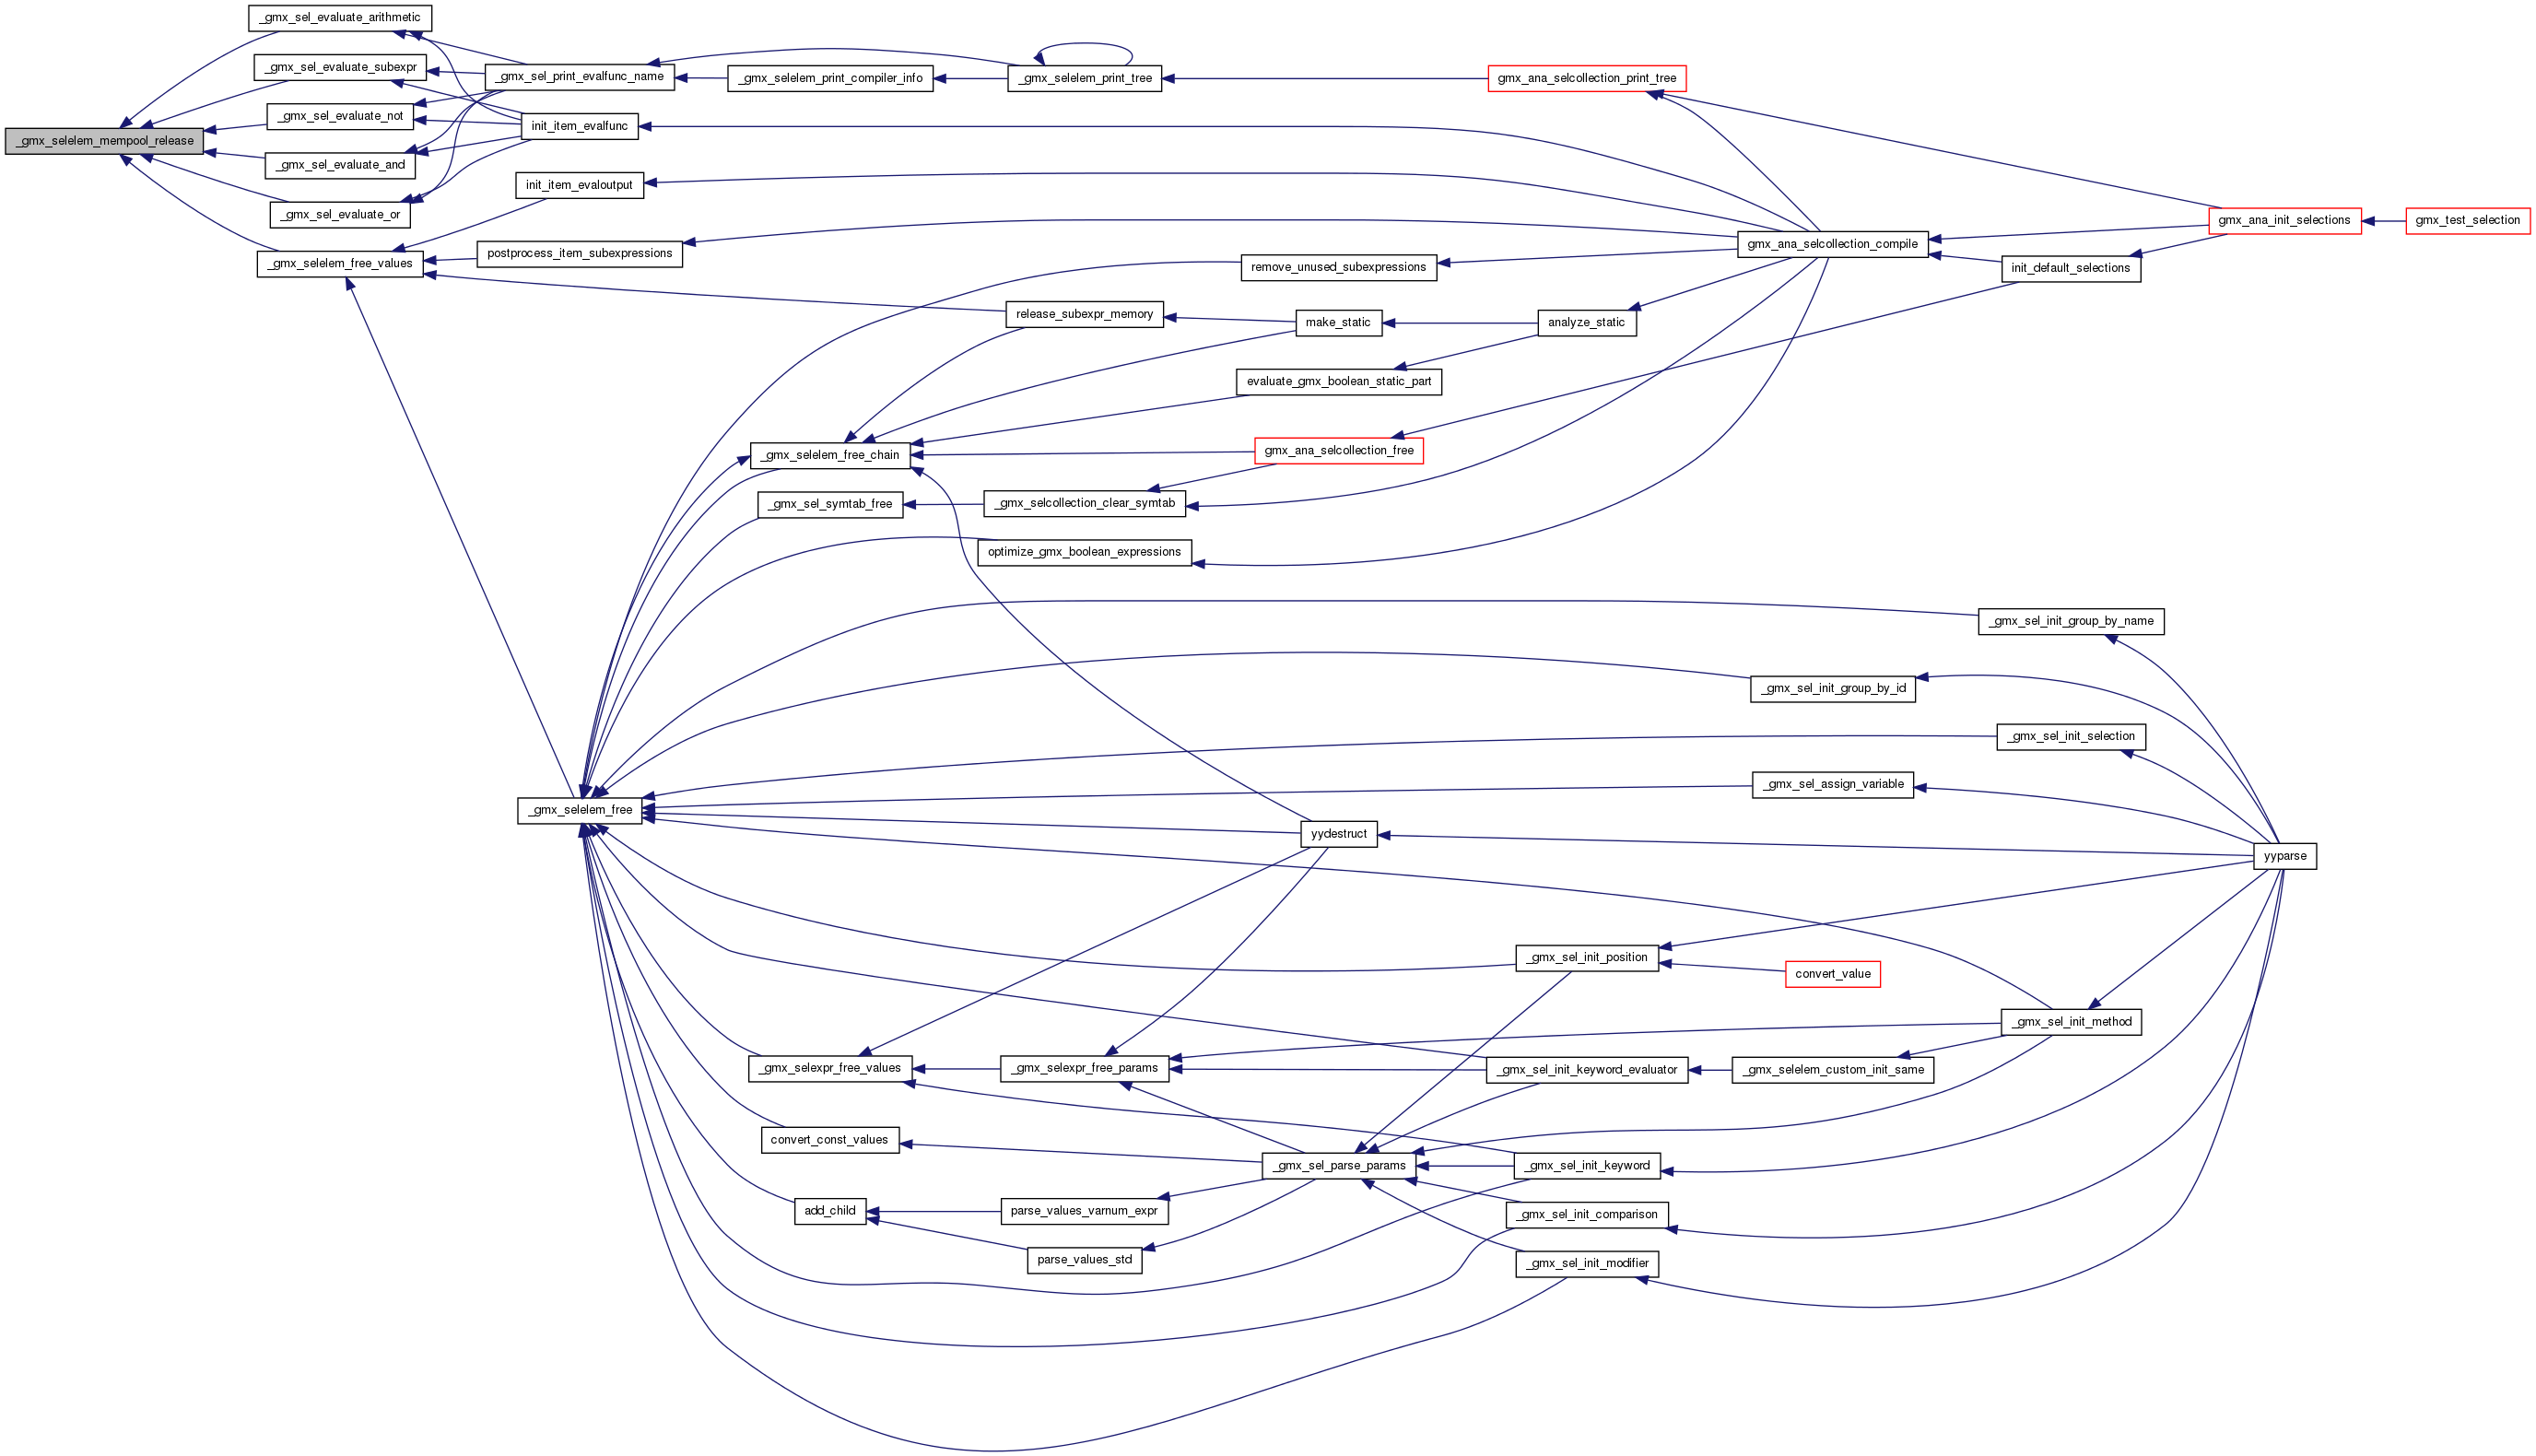 _gmx_sel_evaluate_arithmetic
_gmx_sel_evaluate_subexpr
_gmx_sel_print_evalfunc_name
_gmx_selelem_print_compiler_info
_gmx_selelem_print_tree
gmx_ana_selcollection_print_tree
_gmx_sel_evaluate_not
init_item_evalfunc
_gmx_selelem_mempool_release
_gmx_sel_evaluate_and
init_item_evaloutput
_gmx_sel_evaluate_or
gmx_ana_init_selections
gmx_test_selection
gmx_ana_selcollection_compile
postprocess_item_subexpressions
_gmx_selelem_free_values
remove_unused_subexpressions
init_default_selections
release_subexpr_memory
make_static
analyze_static
evaluate_gmx_boolean_static_part
_gmx_selelem_free_chain
gmx_ana_selcollection_free
_gmx_sel_symtab_free
_gmx_selcollection_clear_symtab
optimize_gmx_boolean_expressions
_gmx_sel_init_group_by_name
_gmx_sel_init_group_by_id
_gmx_sel_init_selection
_gmx_sel_assign_variable
_gmx_selelem_free
yydestruct
yyparse
_gmx_sel_init_position
convert_value
_gmx_sel_init_method
_gmx_selexpr_free_values
_gmx_selexpr_free_params
_gmx_sel_init_keyword_evaluator
_gmx_selelem_custom_init_same
convert_const_values
_gmx_sel_parse_params
_gmx_sel_init_keyword
add_child
parse_values_varnum_expr
_gmx_sel_init_comparison
parse_values_std
_gmx_sel_init_modifier